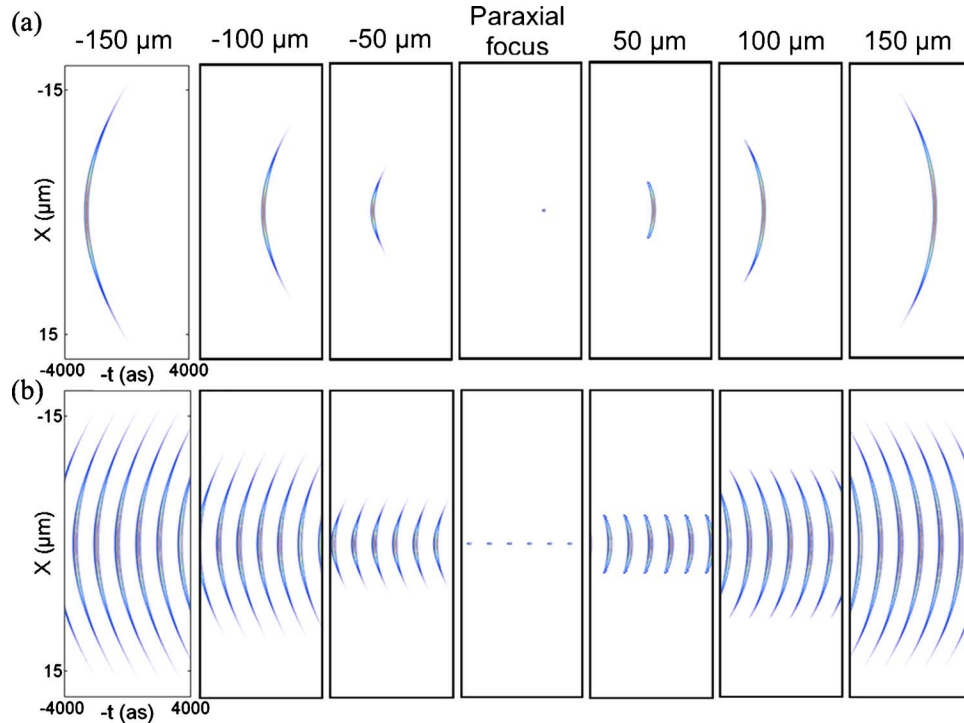 (a)
-150 µm
-100 µm
-50 µm
Paraxial
focus
50 µm
100 µm
150 µm
-15
X (µm)
15
-4000
-t (as)
4000
(b)
-15
X (µm)
15
-4000
-t (as)
4000